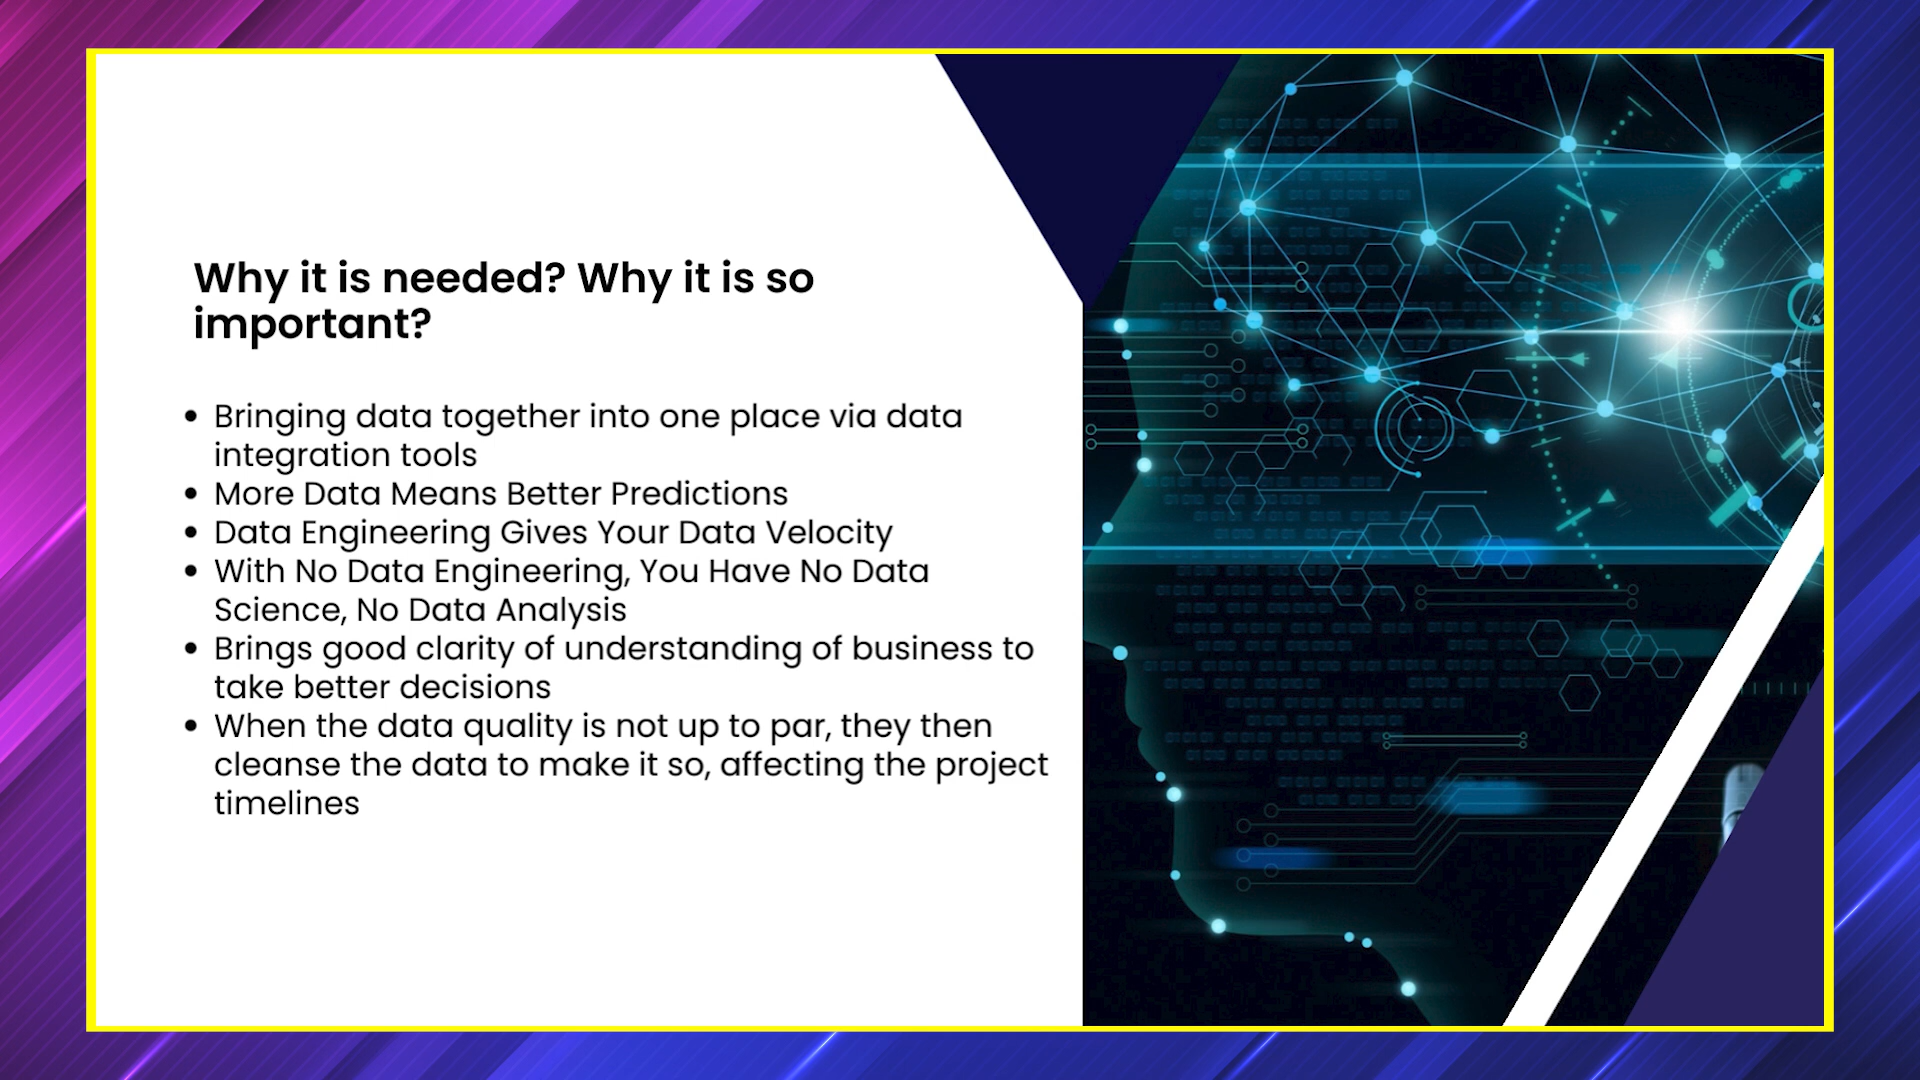 Why it is needed? Why it is so
important?
• Bringing data together into one place via data
integration tools
• More Data Means Better Predictions
• Data Engineering Gives Your Data Velocity
• With No Data Engineering, You Have No Data
Science, No Data Analysis
• Brings good clarity of understanding of business to
take better decisions
• When the data quality is not up to par, they then
cleanse the data to make it so, affecting the project
timelines